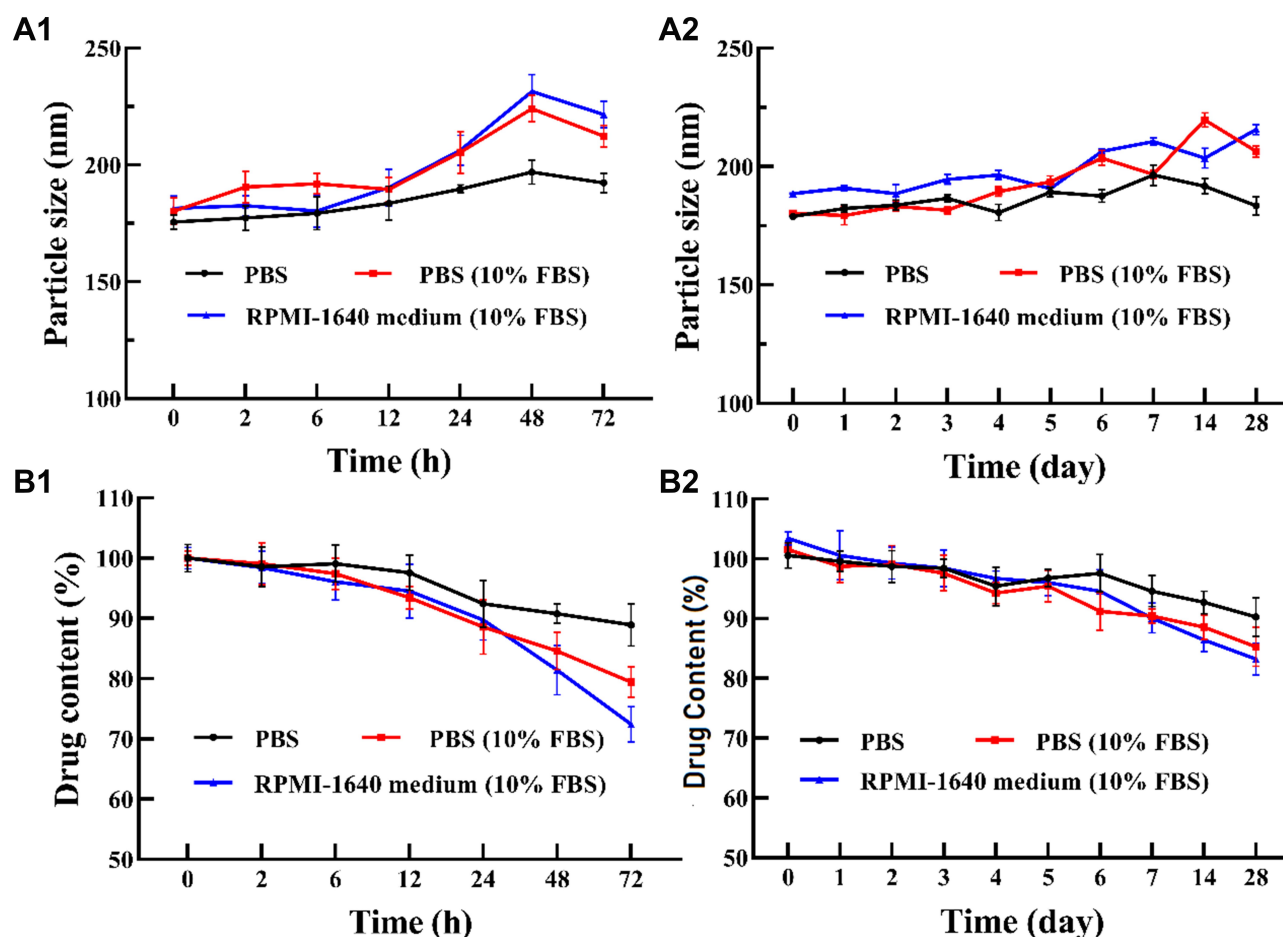 A1
250
200
150
100
Particle size (nm)
PBS
PBS (10% FBS)
RPMI-1640 medium (10% FBS)
0 2 6 12 24 48 72
Time (h)
A2
250
200
150
100
Particle size (nm)
PBS
PBS (10% FBS)
RPMI-1640 medium (10% FBS)
0 1 2 3 4 5 6 7 14 28
Time (day)
B1
110
100
90
80
70
60
50
Drug content (%)
PBS
PBS (10% FBS)
RPMI-1640 medium (10% FBS)
0 2 6 12 24 48 72
Time (h)
B2
110
100
90
80
70
60
50
Drug Content (%)
PBS
PBS (10% FBS)
RPMI-1640 medium (10% FBS)
0 1 2 3 4 5 6 7 14 28
Time (day)